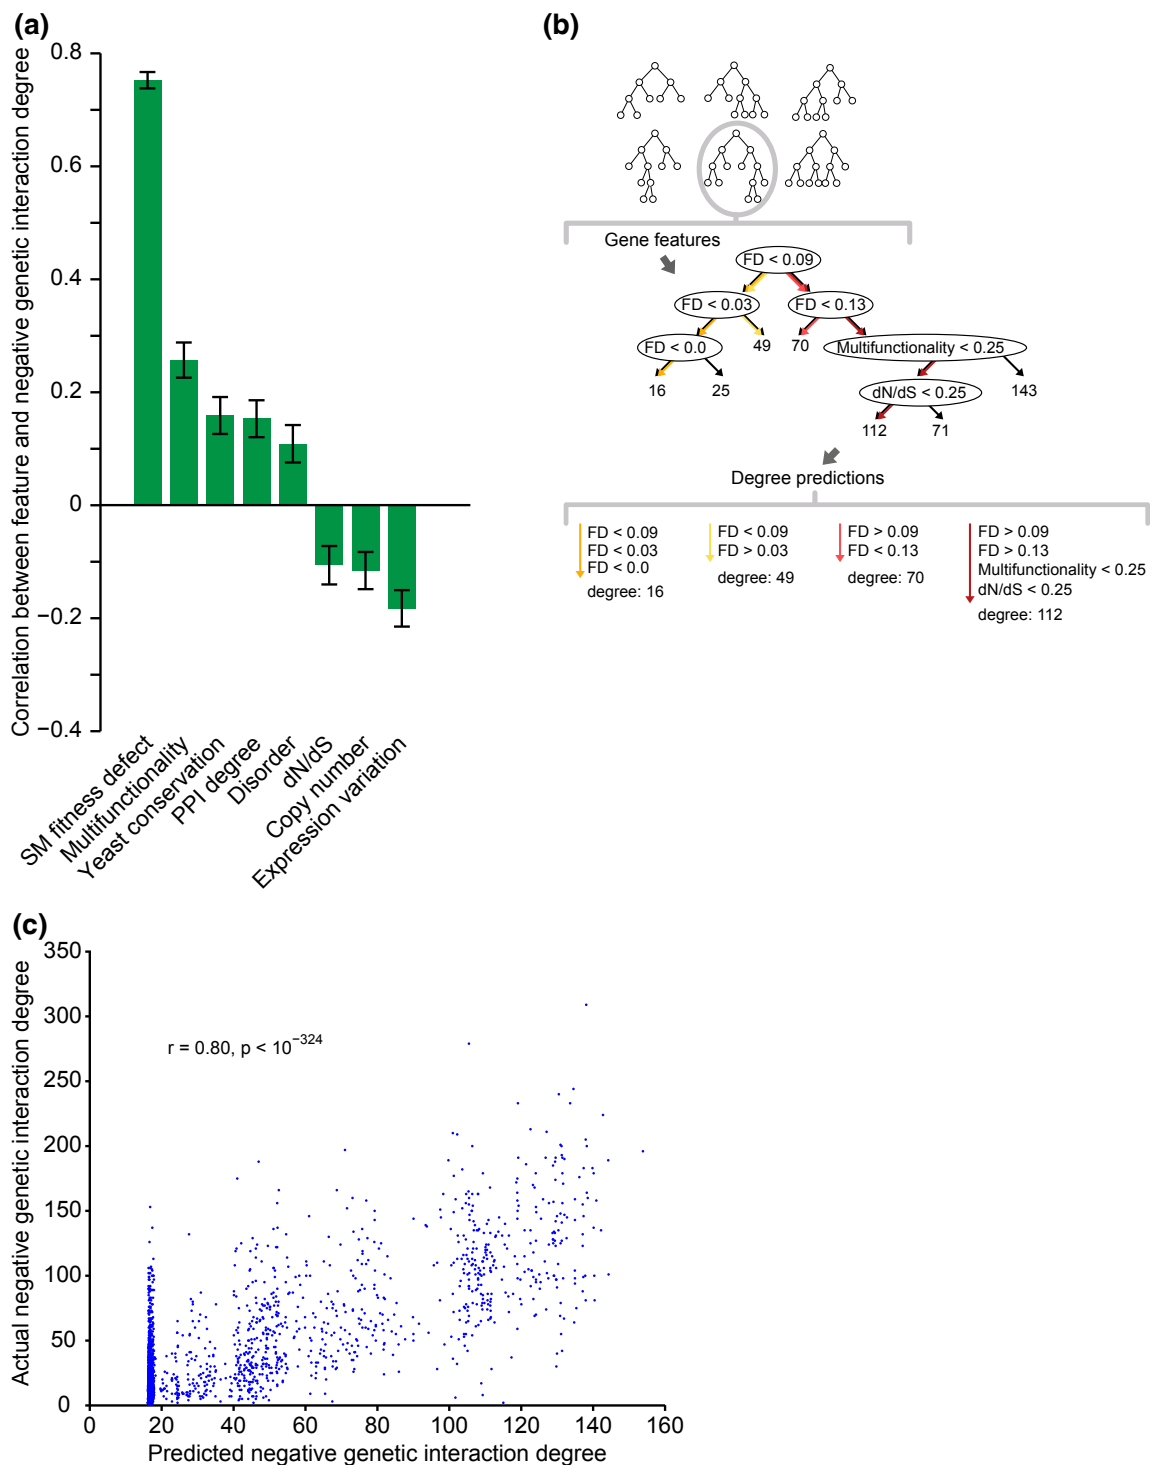 (a)
Correlation between feature and negative genetic interaction degree
0.8
0.6
0.4
0.2
0
−0.2
−0.4
SM fitness defect
Multifunctionality
Yeast conservation
PPI degree
Disorder
dN/dS
Copy number
Expression variation
(b)
Gene features
FD < 0.09
FD < 0.03
FD < 0.13
FD < 0.0
49
70
Multifunctionality < 0.25
16
25
dN/dS < 0.25
143
112
71
Degree predictions
FD < 0.09
FD < 0.03
FD < 0.0
degree: 16
FD < 0.09
FD > 0.03
degree: 49
FD > 0.09
FD < 0.13
degree: 70
FD > 0.09
FD > 0.13
Multifunctionality < 0.25
dN/dS < 0.25
degree: 112
(c)
Actual negative genetic interaction degree
350
300
250
200
150
100
50
0
r = 0.80, p < 10⁻³²⁴
0 20 40 60 80 100 120 140 160
Predicted negative genetic interaction degree